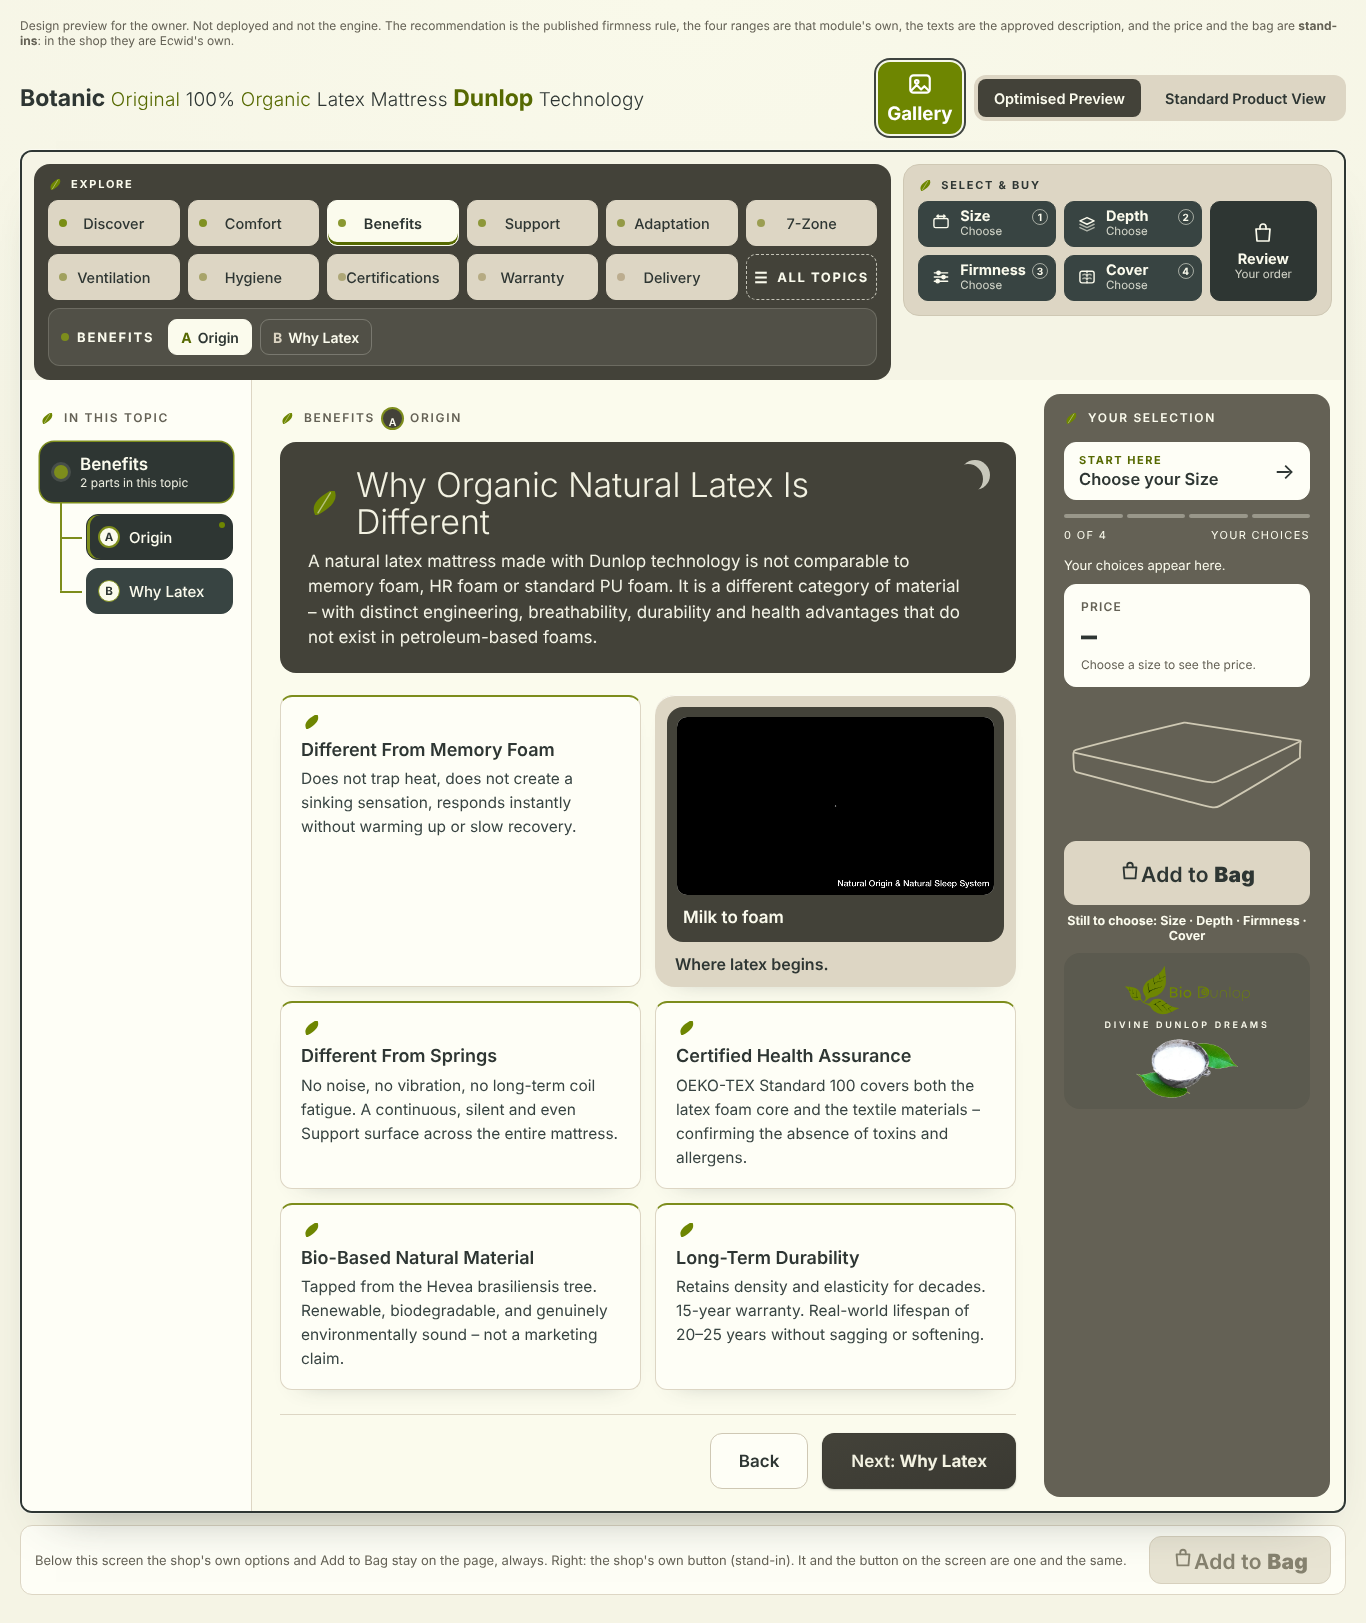 Design preview for the owner. Not deployed and not the engine. The recommendation is the published firmness rule, the four ranges are that module's own, the texts are the approved description, and the price and the bag are stand-
ins: in the shop they are Ecwid's own.
Botanic Original 100% Organic Latex Mattress Dunlop Technology
Gallery
Optimised Preview
Standard Product View
EXPLORE
Discover
Comfort
Benefits
Support
Adaptation
7-Zone
Ventilation
Hygiene
Certifications
Warranty
Delivery
ALL TOPICS
BENEFITS
A Origin
B Why Latex
SELECT & BUY
Size 1
Choose
Depth 2
Choose
Firmness 3
Choose
Cover 4
Choose
Review
Your order
IN THIS TOPIC
Benefits
2 parts in this topic
A Origin
B Why Latex
BENEFITS A ORIGIN
Why Organic Natural Latex Is
Different
A natural latex mattress made with Dunlop technology is not comparable to
memory foam, HR foam or standard PU foam. It is a different category of material
– with distinct engineering, breathability, durability and health advantages that do
not exist in petroleum-based foams.
Different From Memory Foam
Does not trap heat, does not create a
sinking sensation, responds instantly
without warming up or slow recovery.
Natural Origin & Natural Sleep System
Milk to foam
Where latex begins.
Different From Springs
No noise, no vibration, no long-term coil
fatigue. A continuous, silent and even
Support surface across the entire mattress.
Certified Health Assurance
OEKO-TEX Standard 100 covers both the
latex foam core and the textile materials –
confirming the absence of toxins and
allergens.
Bio-Based Natural Material
Tapped from the Hevea brasiliensis tree.
Renewable, biodegradable, and genuinely
environmentally sound – not a marketing
claim.
Long-Term Durability
Retains density and elasticity for decades.
15-year warranty. Real-world lifespan of
20–25 years without sagging or softening.
Back
Next: Why Latex
YOUR SELECTION
START HERE
Choose your Size
0 OF 4
YOUR CHOICES
Your choices appear here.
PRICE
–
Choose a size to see the price.
Add to Bag
Still to choose: Size · Depth · Firmness ·
Cover
Bio Dunlop
DIVINE DUNLOP DREAMS
Below this screen the shop's own options and Add to Bag stay on the page, always. Right: the shop's own button (stand-in). It and the button on the screen are one and the same.
Add to Bag